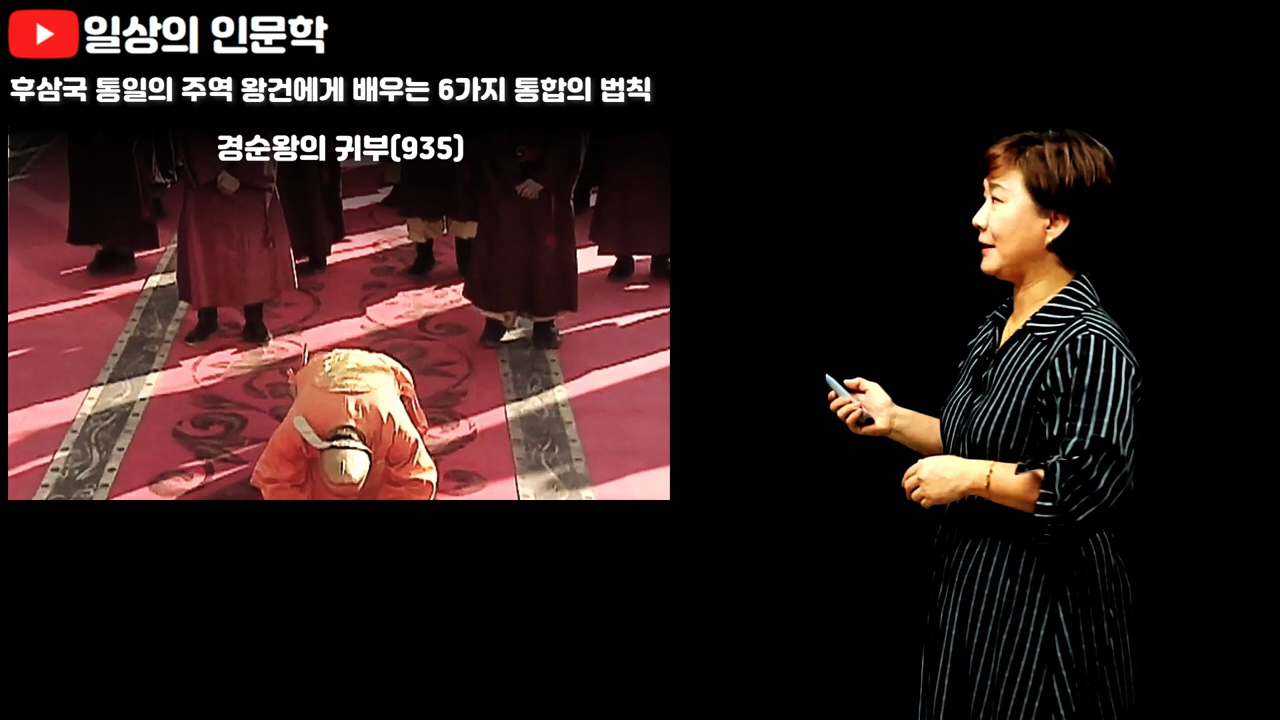 일상의 인문학
후삼국 통일의 주역 왕건에게 배우는 6가지 통합의 법칙
경순왕의 귀부(935)